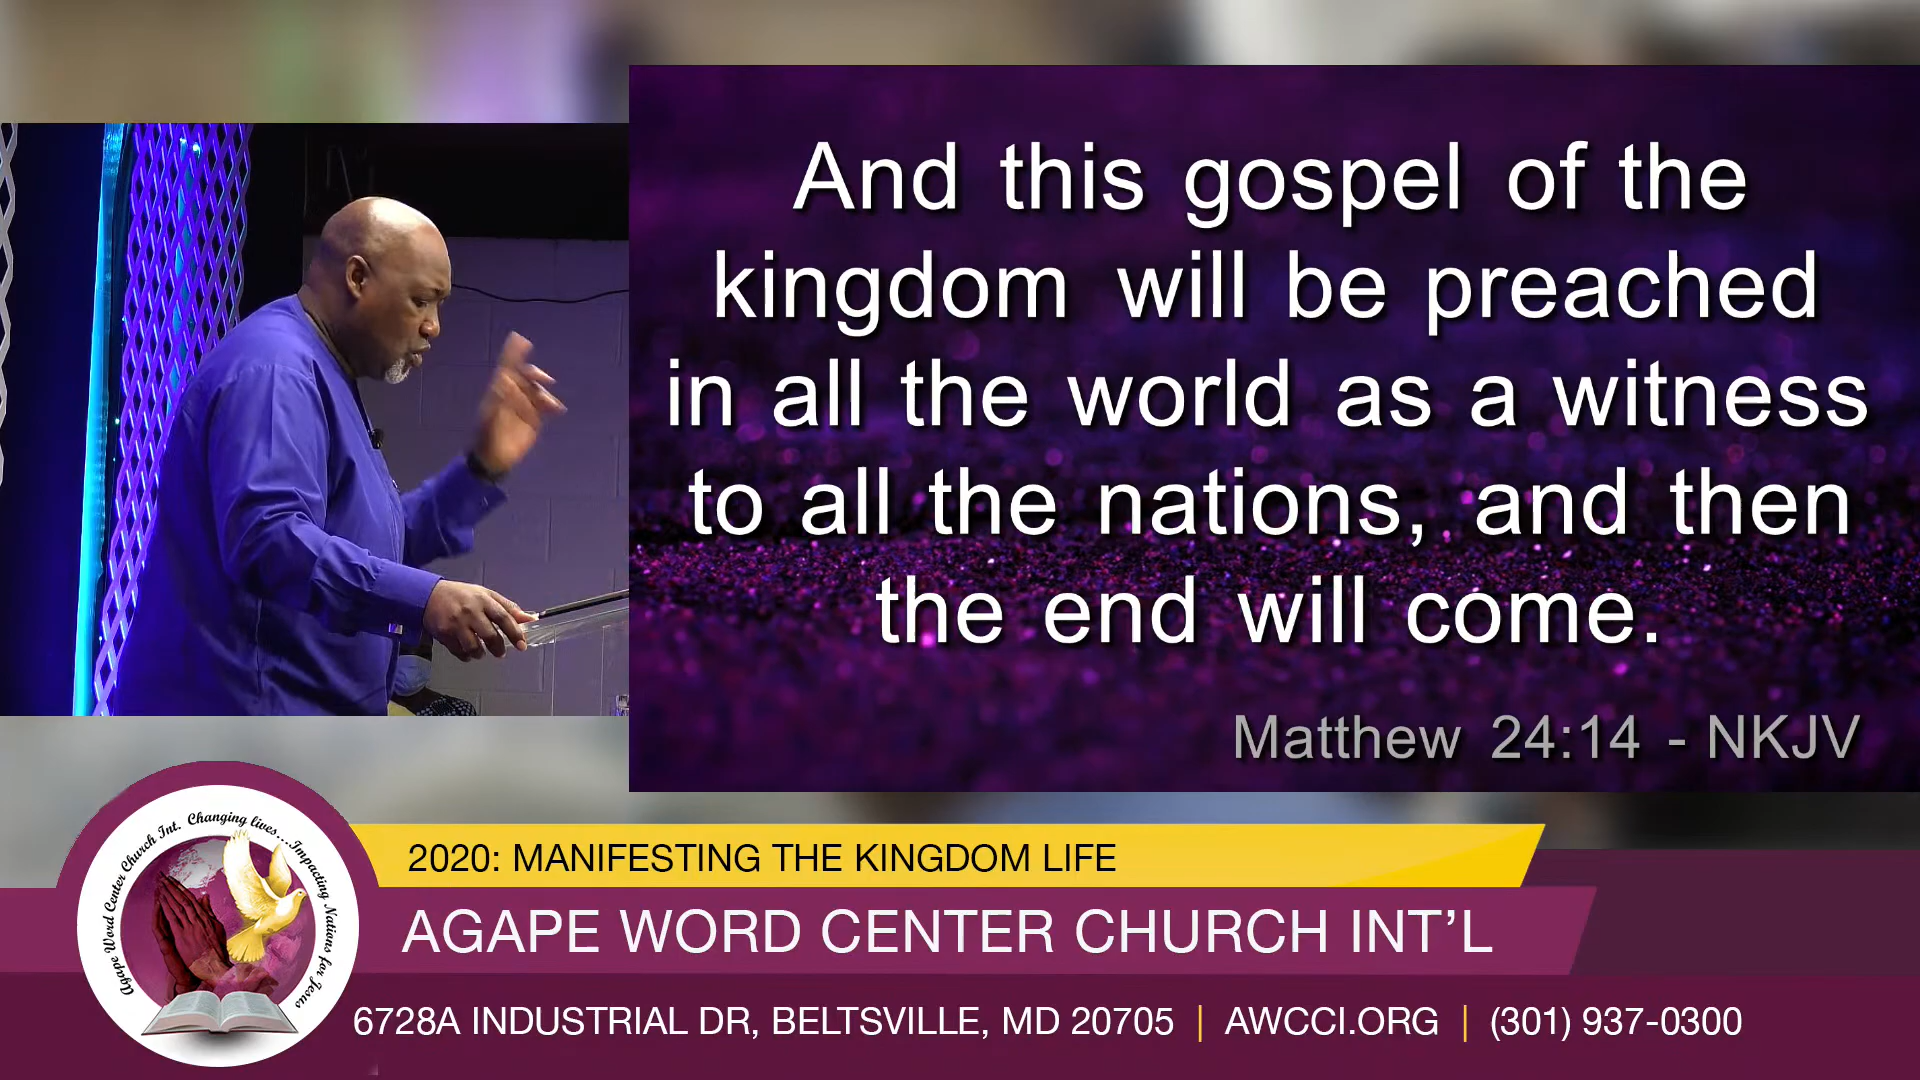 And this gospel of the
kingdom will be preached
in all the world as a witness
to all the nations, and then
the end will come.
Matthew 24:14 - NKJV
Agape Word Center Church Int. Changing lives...Impacting Nations for Jesus
2020: MANIFESTING THE KINGDOM LIFE
AGAPE WORD CENTER CHURCH INT’L
6728A INDUSTRIAL DR, BELTSVILLE, MD 20705 | AWCCI.ORG | (301) 937-0300